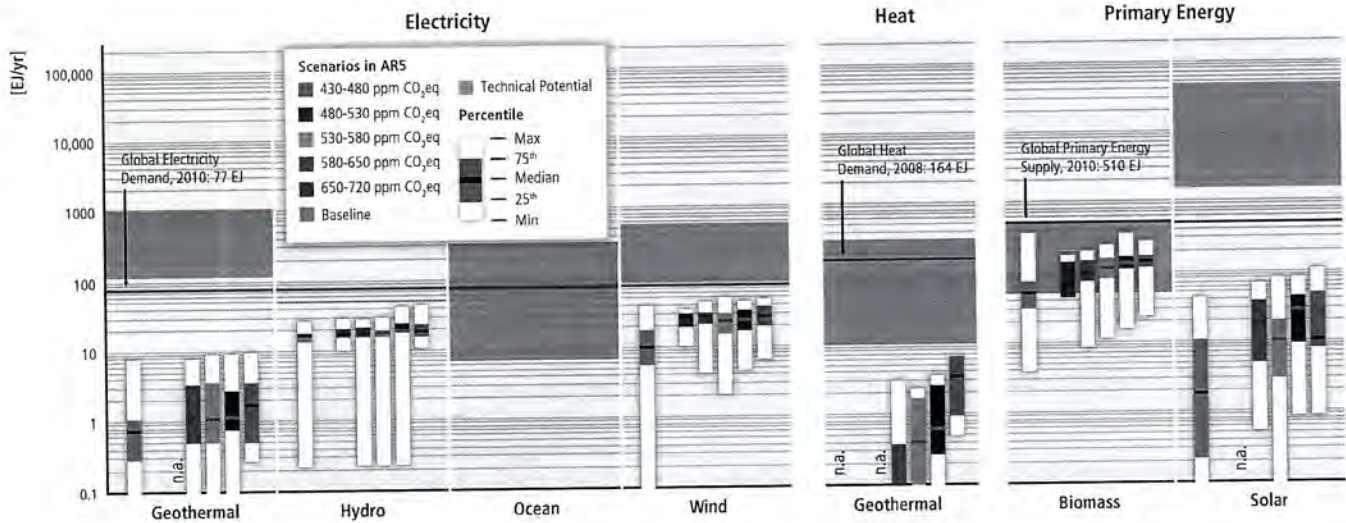 Electricity
Heat
Primary Energy
[EJ/yr]
100,000
10,000
1000
100
10
1
0.1
Scenarios in AR5
430-480 ppm CO₂eq
480-530 ppm CO₂eq
530-580 ppm CO₂eq
580-650 ppm CO₂eq
650-720 ppm CO₂eq
Baseline
Technical Potential
Percentile
Max
75th
Median
25th
Min
Global Electricity
Demand, 2010: 77 EJ
Global Heat
Demand, 2008: 164 EJ
Global Primary Energy
Supply, 2010: 510 EJ
n.a.
n.a.
n.a.
n.a.
Geothermal
Hydro
Ocean
Wind
Geothermal
Biomass
Solar